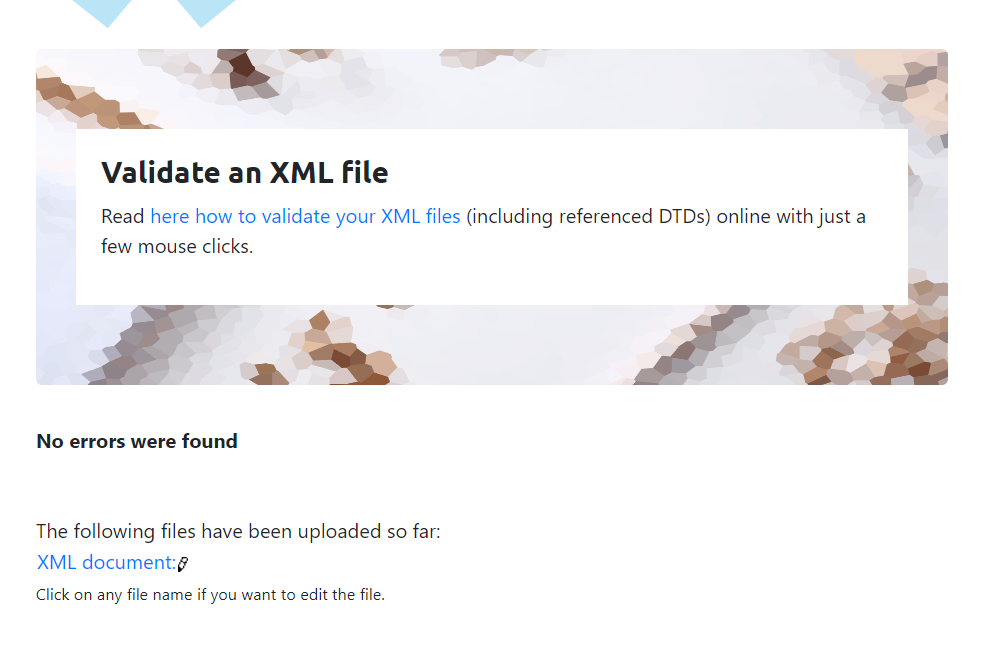 Validate an XML file
Read here how to validate your XML files (including referenced DTDs) online with just a
few mouse clicks.
No errors were found
The following files have been uploaded so far:
XML document:
Click on any file name if you want to edit the file.